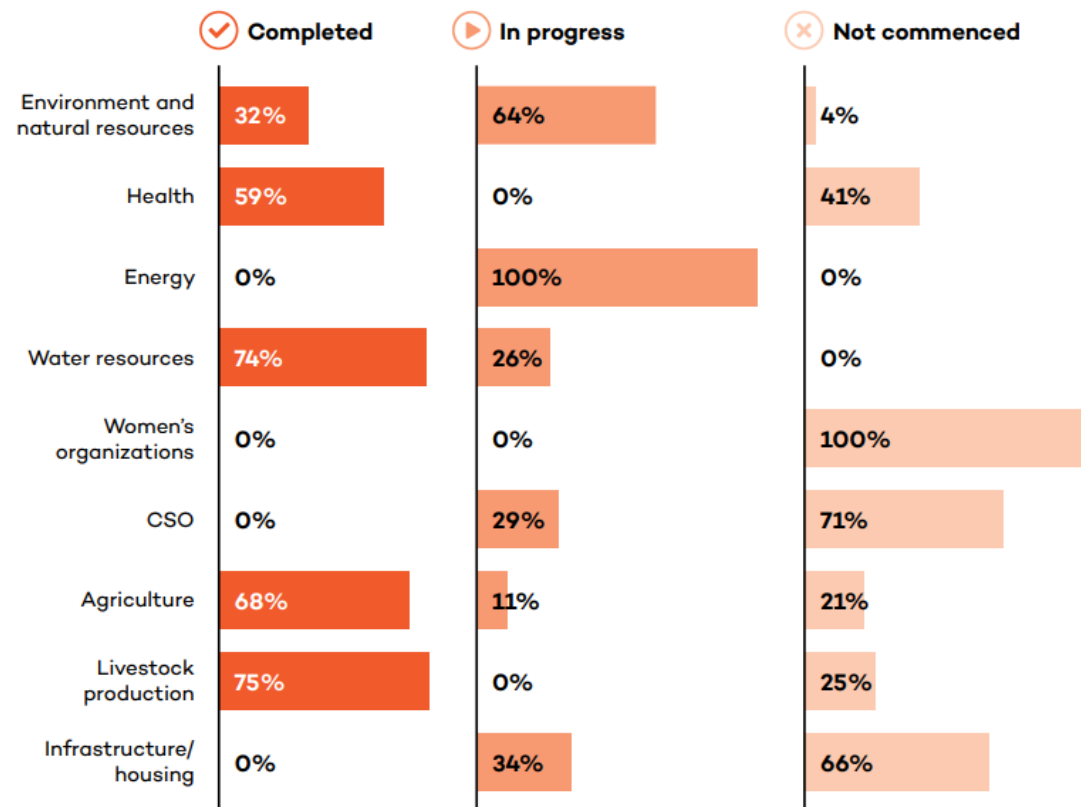 Completed
In progress
Not commenced
Environment and
natural resources
32%
64%
4%
Health
59%
0%
41%
Energy
0%
100%
0%
Water resources
74%
26%
0%
Women’s
organizations
0%
0%
100%
CSO
0%
29%
71%
Agriculture
68%
11%
21%
Livestock
production
75%
0%
25%
Infrastructure/
housing
0%
34%
66%